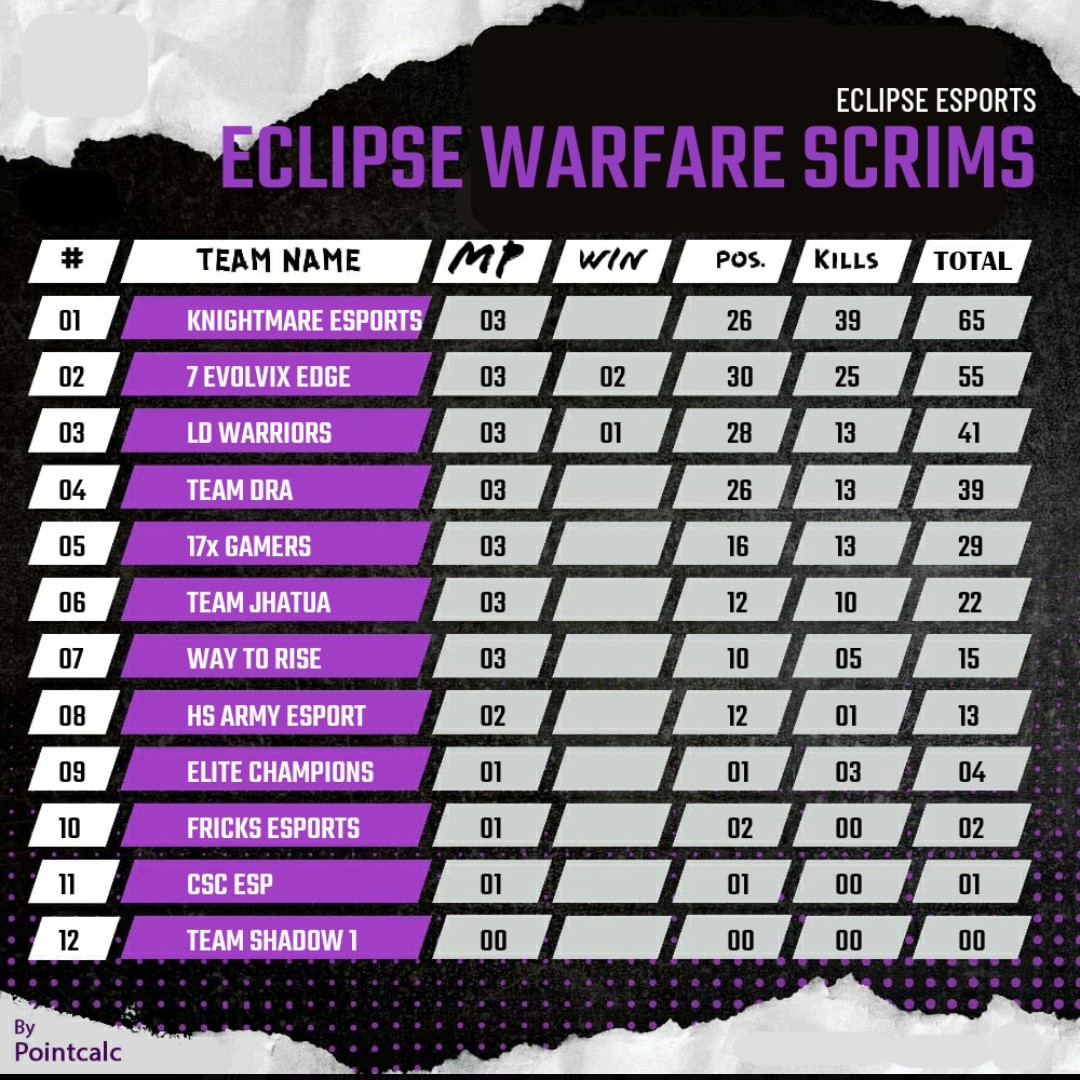 ECLIPSE ESPORTS
ECLIPSE WARFARE SCRIMS
# TEAM NAME MP WIN POS. KILLS TOTAL
01 KNIGHTMARE ESPORTS 03 26 39 65
02 7 EVOLVIX EDGE 03 02 30 25 55
03 LD WARRIORS 03 01 28 13 41
04 TEAM DRA 03 26 13 39
05 17x GAMERS 03 16 13 29
06 TEAM JHATUA 03 12 10 22
07 WAY TO RISE 03 10 05 15
08 HS ARMY ESPORT 02 12 01 13
09 ELITE CHAMPIONS 01 01 03 04
10 FRICKS ESPORTS 01 02 00 02
11 CSC ESP 01 01 00 01
12 TEAM SHADOW 1 00 00 00 00
By
Pointcalc